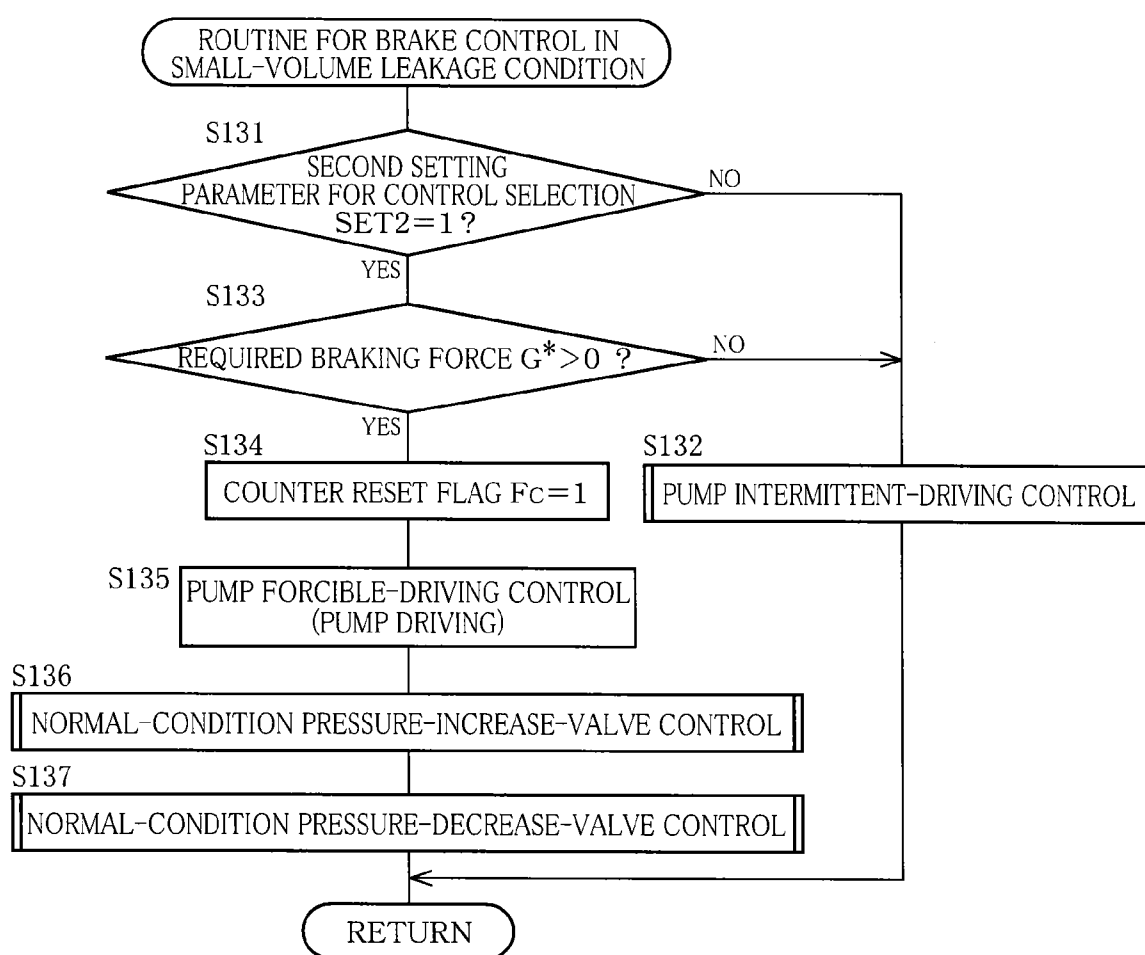 ROUTINE FOR BRAKE CONTROL IN
SMALL-VOLUME LEAKAGE CONDITION
S131
SECOND SETTING
PARAMETER FOR CONTROL SELECTION
SET2=1?
NO
YES
S133
REQUIRED BRAKING FORCE G*>0 ?
NO
YES
S134
COUNTER RESET FLAG Fc=1
S132
PUMP INTERMITTENT-DRIVING CONTROL
S135
PUMP FORCIBLE-DRIVING CONTROL
(PUMP DRIVING)
S136
NORMAL-CONDITION PRESSURE-INCREASE-VALVE CONTROL
S137
NORMAL-CONDITION PRESSURE-DECREASE-VALVE CONTROL
RETURN